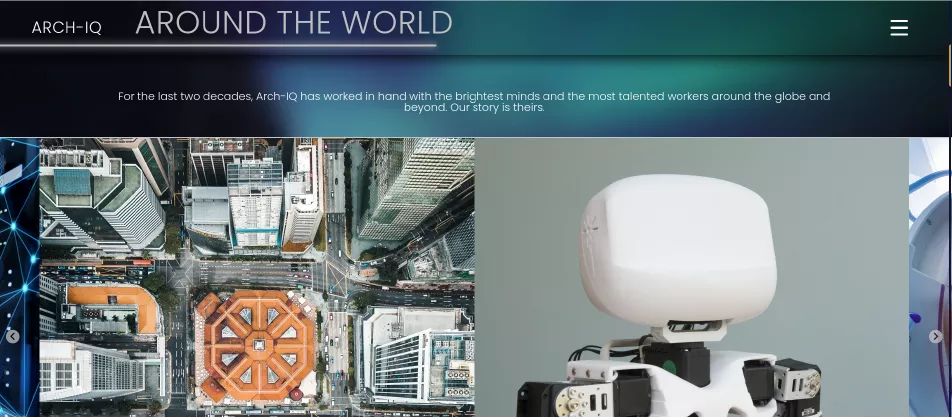 ARCH-IQ AROUND THE WORLD
For the last two decades, Arch-IQ has worked in hand with the brightest minds and the most talented workers around the globe and
beyond. Our story is theirs.